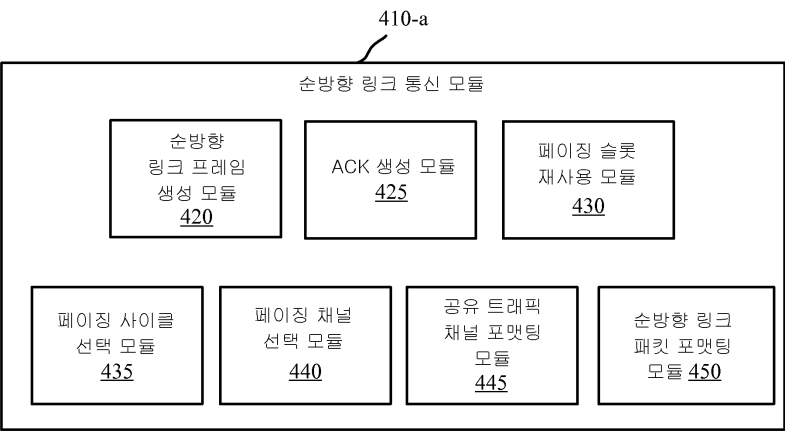 410-a
순방향 링크 통신 모듈
순방향
링크 프레임
생성 모듈
420
ACK 생성 모듈
425
페이징 슬롯
재사용 모듈
430
페이징 사이클
선택 모듈
435
페이징 채널
선택 모듈
440
공유 트래픽
채널 포맷팅
모듈
445
순방향 링크
패킷 포맷팅
모듈 450